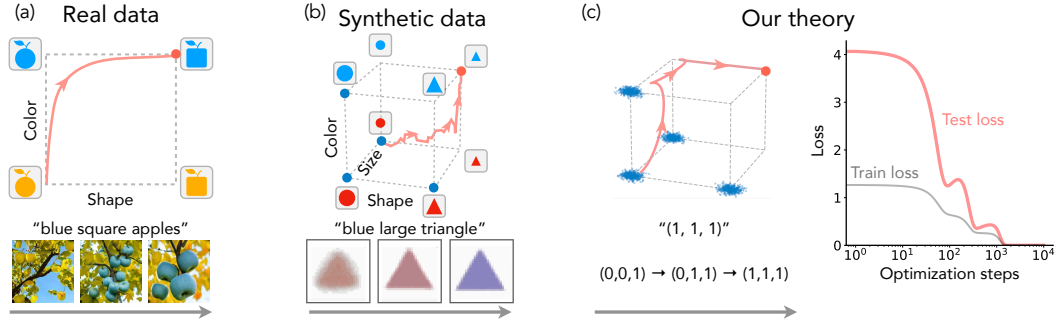 (a) Real data
Color
Shape
"blue square apples"
(b) Synthetic data
Color
Size
Shape
"blue large triangle"
(c) Our theory
"(1, 1, 1)"
(0,0,1) → (0,1,1) → (1,1,1)
Loss
4
3
2
1
0
Test loss
Train loss
10⁰ 10¹ 10² 10³ 10⁴
Optimization steps